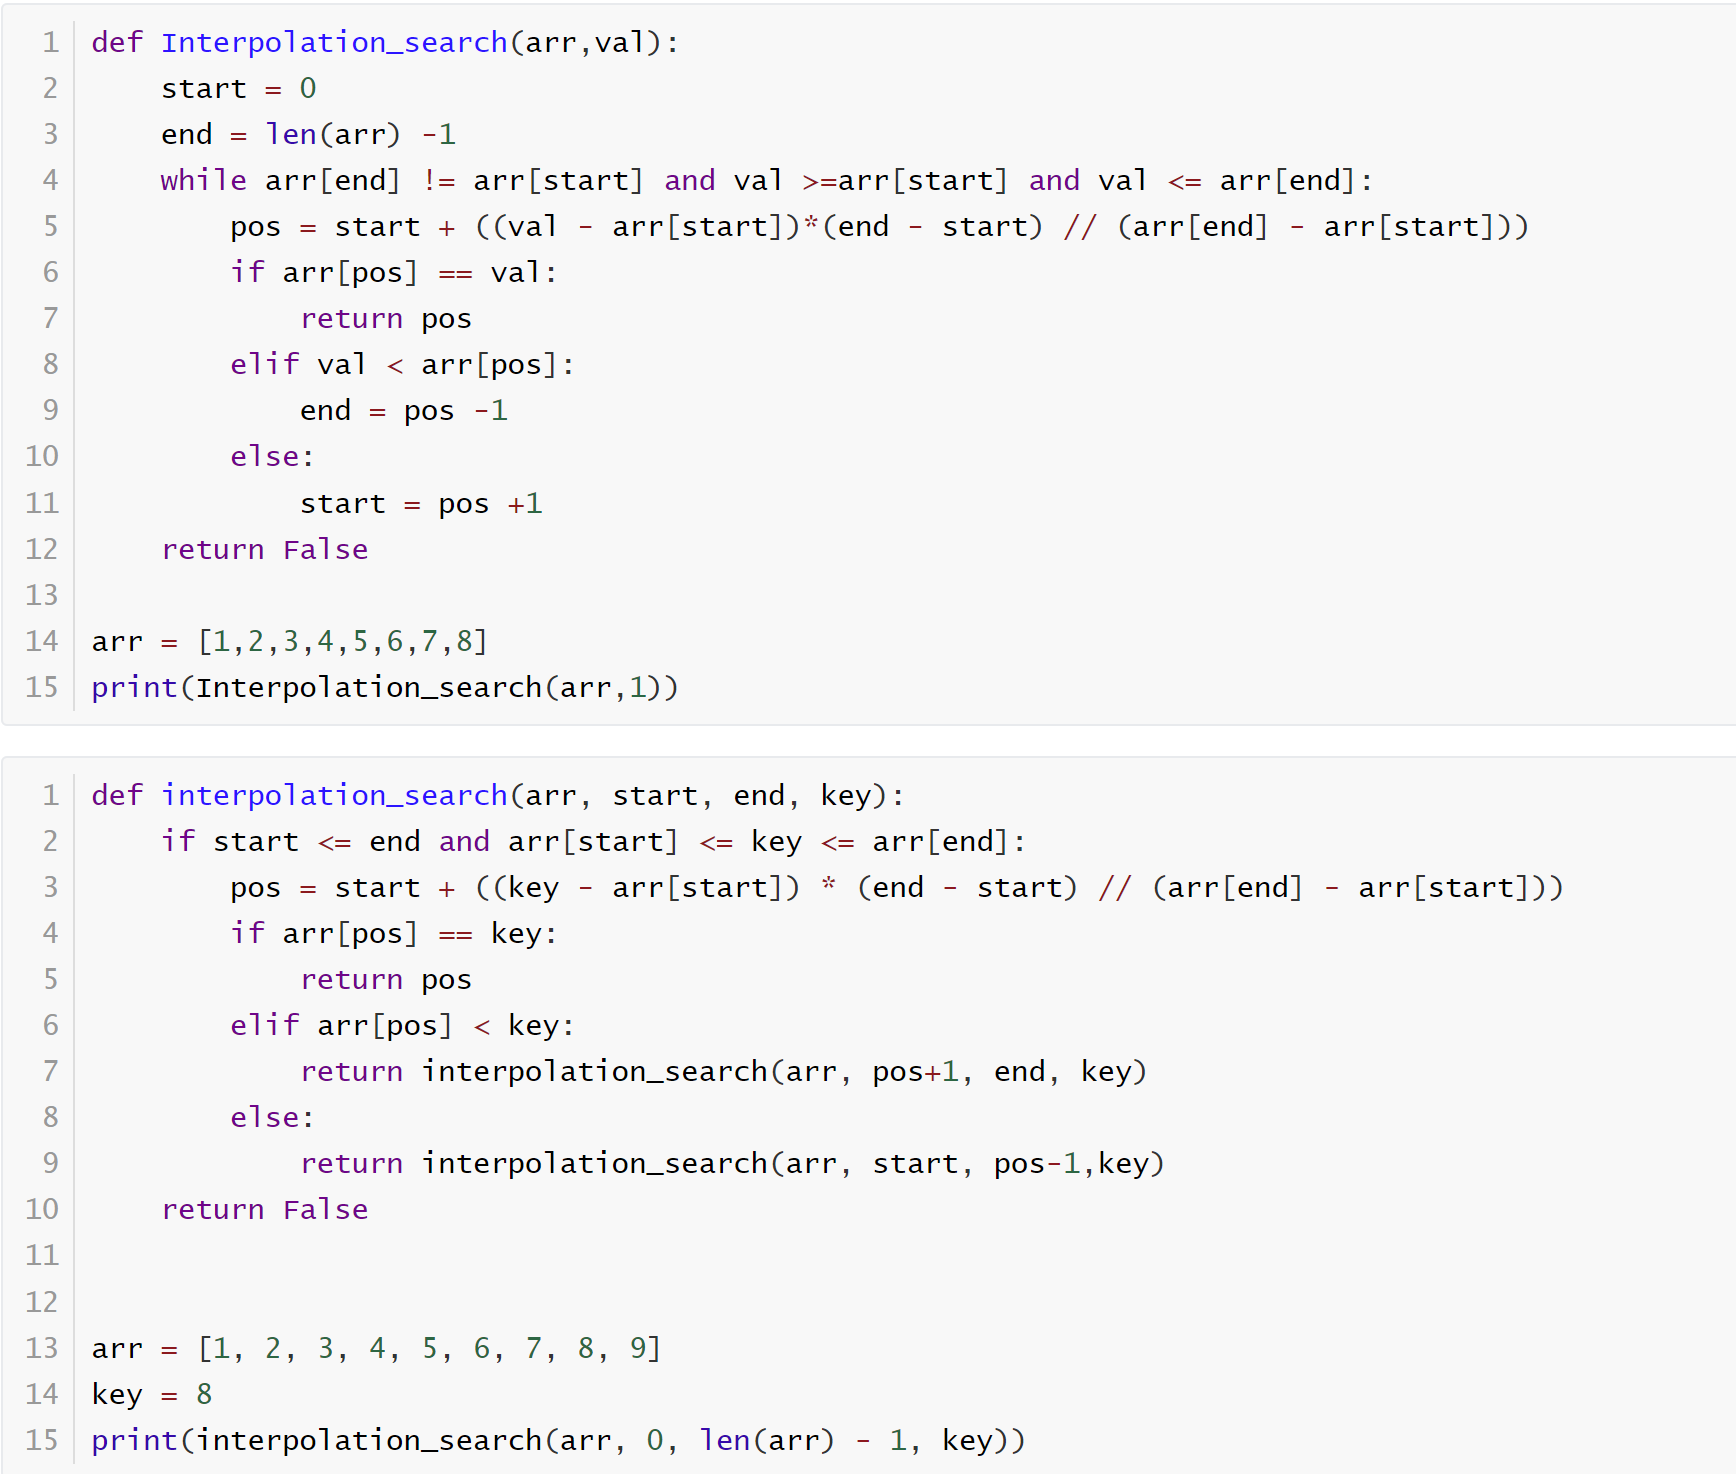 1 def Interpolation_search(arr,val):
2     start = 0
3     end = len(arr) -1
4     while arr[end] != arr[start] and val >=arr[start] and val <= arr[end]:
5         pos = start + ((val - arr[start])*(end - start) // (arr[end] - arr[start]))
6         if arr[pos] == val:
7             return pos
8         elif val < arr[pos]:
9             end = pos -1
10         else:
11             start = pos +1
12     return False
13
14 arr = [1,2,3,4,5,6,7,8]
15 print(Interpolation_search(arr,1))
1 def interpolation_search(arr, start, end, key):
2     if start <= end and arr[start] <= key <= arr[end]:
3         pos = start + ((key - arr[start]) * (end - start) // (arr[end] - arr[start]))
4         if arr[pos] == key:
5             return pos
6         elif arr[pos] < key:
7             return interpolation_search(arr, pos+1, end, key)
8         else:
9             return interpolation_search(arr, start, pos-1,key)
10     return False
11
12
13 arr = [1, 2, 3, 4, 5, 6, 7, 8, 9]
14 key = 8
15 print(interpolation_search(arr, 0, len(arr) - 1, key))